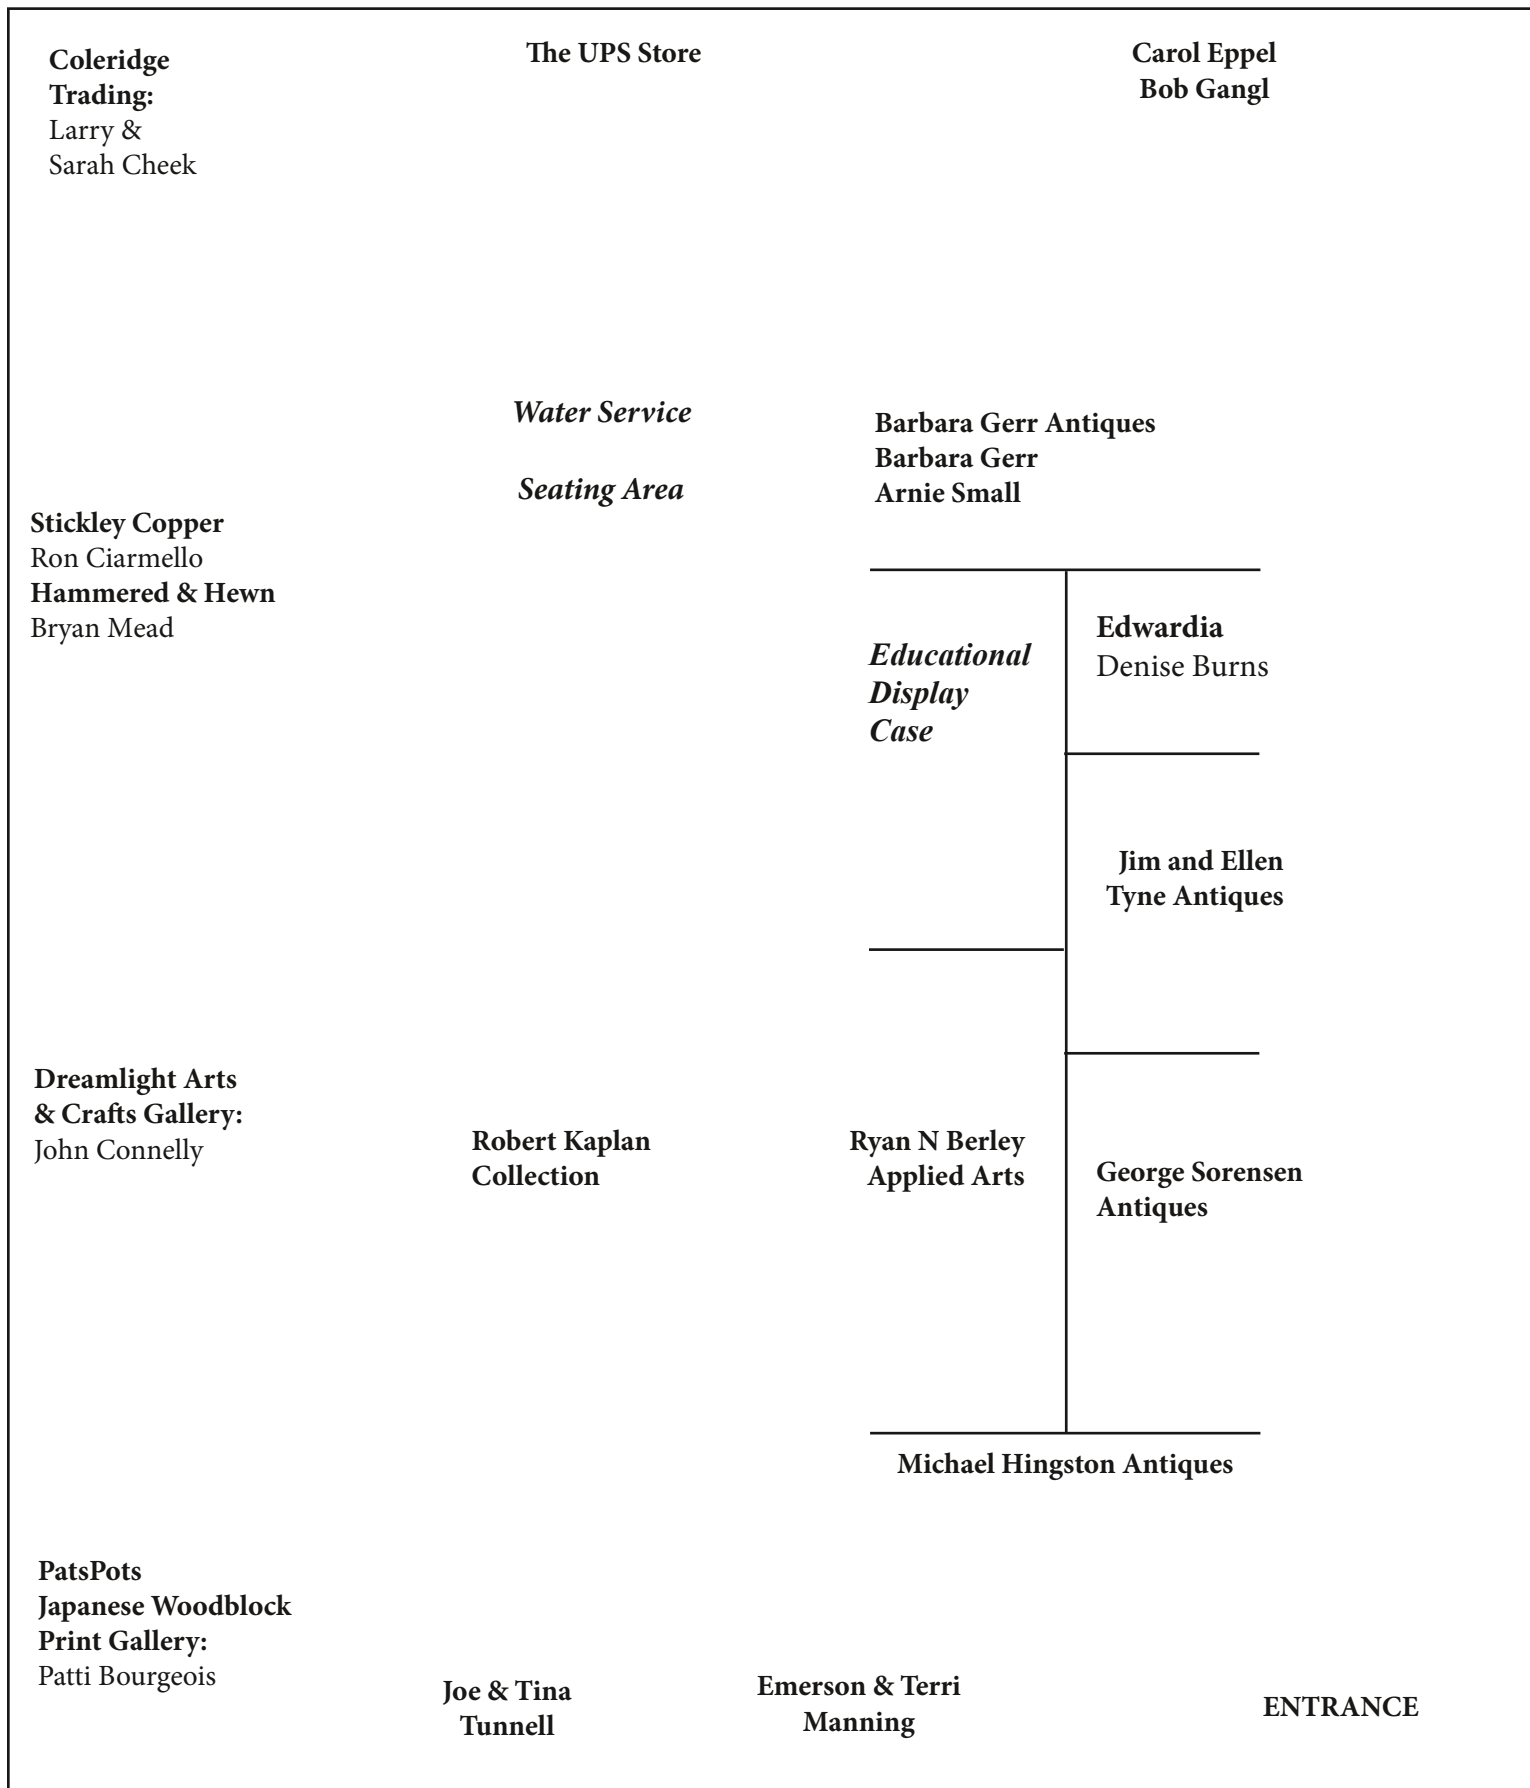 Coleridge
Trading:
Larry &
Sarah Cheek
The UPS Store
Carol Eppel
Bob Gangl
Water Service
Seating Area
Barbara Gerr Antiques
Barbara Gerr
Arnie Small
Stickley Copper
Ron Ciarmello
Hammered & Hewn
Bryan Mead
Educational
Display
Case
Edwardia
Denise Burns
Jim and Ellen
Tyne Antiques
Dreamlight Arts
& Crafts Gallery:
John Connelly
Robert Kaplan
Collection
Ryan N Berley
Applied Arts
George Sorensen
Antiques
Michael Hingston Antiques
PatsPots
Japanese Woodblock
Print Gallery:
Patti Bourgeois
Joe & Tina
Tunnell
Emerson & Terri
Manning
ENTRANCE